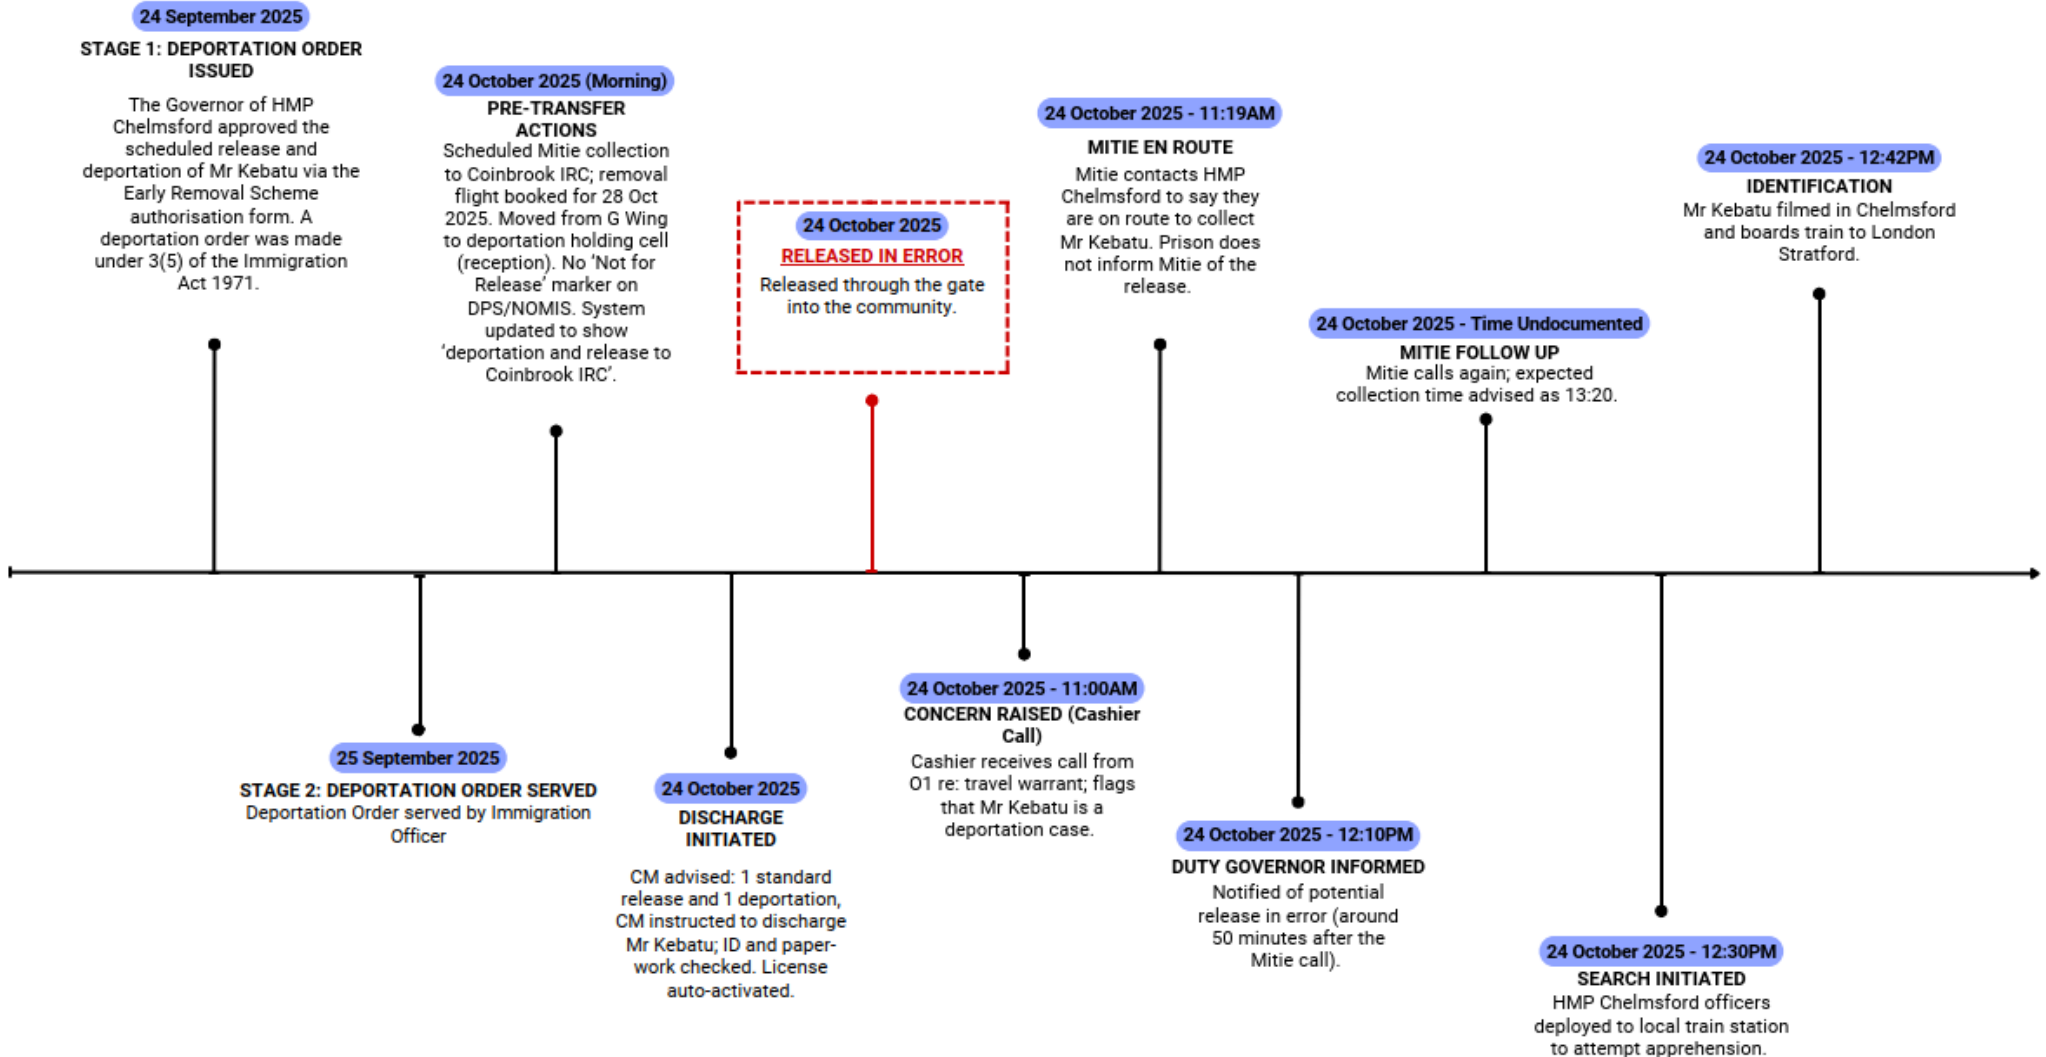 24 September 2025
STAGE 1: DEPORTATION ORDER
ISSUED
The Governor of HMP
Chelmsford approved the
scheduled release and
deportation of Mr Kebatu via the
Early Removal Scheme
authorisation form. A
deportation order was made
under 3(5) of the Immigration
Act 1971.
25 September 2025
STAGE 2: DEPORTATION ORDER SERVED
Deportation Order served by Immigration
Officer
24 October 2025 (Morning)
PRE-TRANSFER
ACTIONS
Scheduled Mitie collection
to Coinbrook IRC; removal
flight booked for 28 Oct
2025. Moved from G Wing
to deportation holding cell
(reception). No ‘Not for
Release’ marker on
DPS/NOMIS. System
updated to show
‘deportation and release to
Coinbrook IRC’.
24 October 2025
DISCHARGE
INITIATED
CM advised: 1 standard
release and 1 deportation,
CM instructed to discharge
Mr Kebatu; ID and paper-
work checked. License
auto-activated.
24 October 2025
RELEASED IN ERROR
Released through the gate
into the community.
24 October 2025 - 11:00AM
CONCERN RAISED (Cashier
Call)
Cashier receives call from
O1 re: travel warrant; flags
that Mr Kebatu is a
deportation case.
24 October 2025 - 11:19AM
MITIE EN ROUTE
Mitie contacts HMP
Chelmsford to say they
are on route to collect
Mr Kebatu. Prison does
not inform Mitie of the
release.
24 October 2025 - 12:10PM
DUTY GOVERNOR INFORMED
Notified of potential
release in error (around
50 minutes after the
Mitie call).
24 October 2025 - Time Undocumented
MITIE FOLLOW UP
Mitie calls again; expected
collection time advised as 13:20.
24 October 2025 - 12:30PM
SEARCH INITIATED
HMP Chelmsford officers
deployed to local train station
to attempt apprehension.
24 October 2025 - 12:42PM
IDENTIFICATION
Mr Kebatu filmed in Chelmsford
and boards train to London
Stratford.